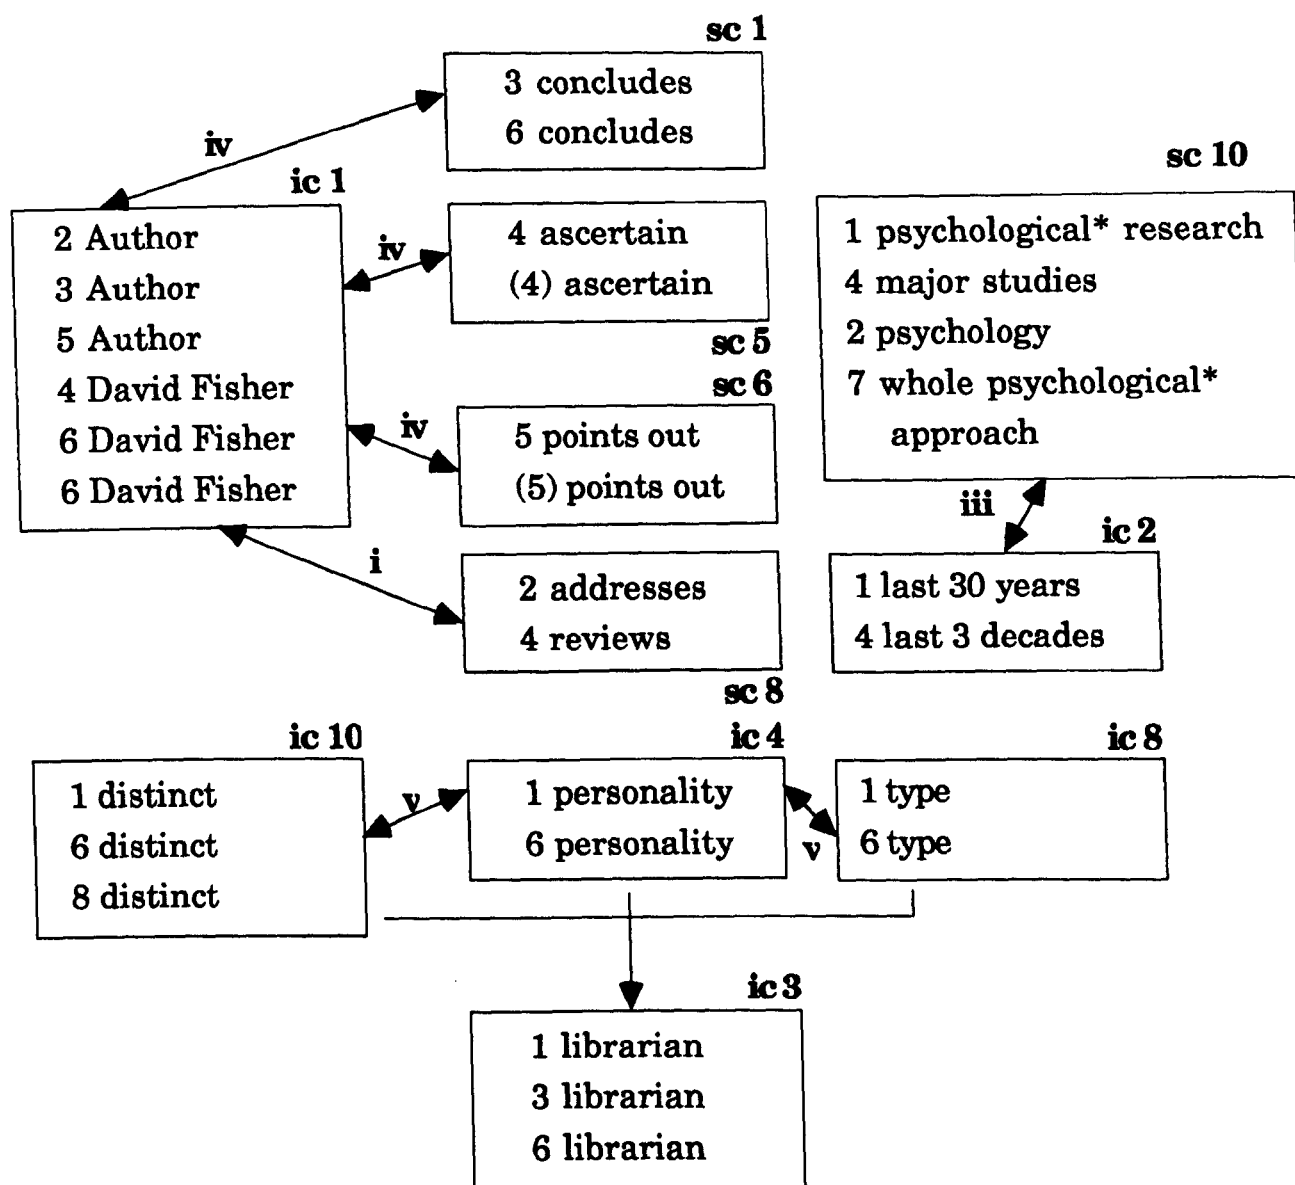 sc 1
3 concludes
6 concludes
iv
ic 1
2 Author
3 Author
5 Author
4 David Fisher
6 David Fisher
6 David Fisher
iv
4 ascertain
(4) ascertain
sc 5
sc 6
iv
5 points out
(5) points out
i
2 addresses
4 reviews
sc 8
sc 10
1 psychological* research
4 major studies
2 psychology
7 whole psychological*
approach
iii
ic 2
1 last 30 years
4 last 3 decades
ic 10
1 distinct
6 distinct
8 distinct
v
ic 4
1 personality
6 personality
v
ic 8
1 type
6 type
ic 3
1 librarian
3 librarian
6 librarian